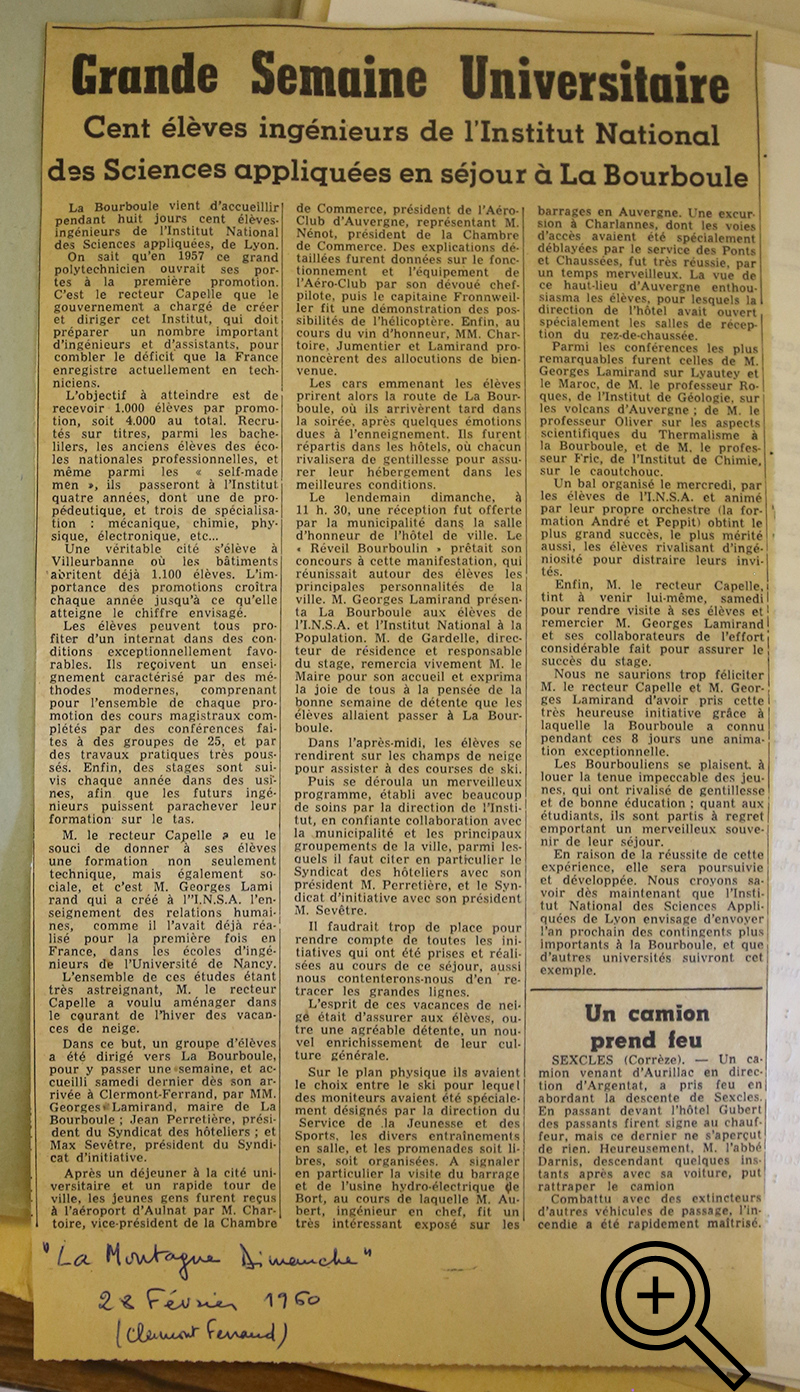 Grande Semaine Universitaire
Cent élèves ingénieurs de l'Institut National
des Sciences appliquées en séjour à La Bourboule
La Bourboule vient d'accueillir
pendant huit jours cent élèves-
ingénieurs de l'Institut National
des Sciences appliquées, de Lyon.
On sait qu'en 1957 ce grand
polytechnicien ouvrait ses por-
tes à la première promotion.
C'est le recteur Capelle que le
gouvernement a chargé de créer
et diriger cet Institut, qui doit
préparer un nombre important
d'ingénieurs et d'assistants, pour
combler le déficit que la France
enregistre actuellement en tech-
niciens.
L'objectif à atteindre est de
recevoir 1.000 élèves par promo-
tion, soit 4.000 au total. Recru-
tés sur titres, parmi les bache-
liliers, les anciens élèves des éco-
les nationales professionnelles, et
même parmi les « self-made
men », ils passeront à l'Institut
quatre années, dont une de pro-
pédeutique, et trois de spécialisa-
tion : mécanique, chimie, phy-
sique, électronique, etc...
Une véritable cité s'élève à
Villeurbanne où les bâtiments
abritent déjà 1.100 élèves. L'im-
portance des promotions croîtra
chaque année jusqu'à ce qu'elle
atteigne le chiffre envisagé.
Les élèves peuvent tous pro-
fiter d'un internat dans des con-
ditions exceptionnellement favo-
rables. Ils reçoivent un ensei-
gnement caractérisé par des mé-
thodes modernes, comprenant
pour l'ensemble de chaque pro-
motion des cours magistraux com-
plétés par des conférences fai-
tes à des groupes de 25, et par
des travaux pratiques très pous-
sés. Enfin, des stages sont sui-
vis chaque année dans des usi-
nes, afin que les futurs ingé-
nieurs puissent parachever leur
formation sur le tas.
M. le recteur Capelle a eu le
souci de donner à ses élèves
une formation non seulement
technique, mais également so-
ciale, et c'est M. Georges Lami
rand qui a créé à l''I.N.S.A. l'en-
seignement des relations humai-
nes, comme il l'avait déjà réa-
lisé pour la première fois en
France, dans les écoles d'ingé-
nieurs de l'Université de Nancy.
L'ensemble de ces études étant
très astreignant, M. le recteur
Capelle a voulu aménager dans
le courant de l'hiver des vacan-
ces de neige.
Dans ce but, un groupe d'élèves
a été dirigé vers La Bourboule,
pour y passer une semaine, et ac-
cueilli samedi dernier dès son ar-
rivée à Clermont-Ferrand, par MM.
Georges Lamirand, maire de La
Bourboule ; Jean Perretière, prési-
dent du Syndicat des hôteliers ; et
Max Sevêtre, président du Syndi-
cat d'initiative.
Après un déjeuner à la cité uni-
versitaire et un rapide tour de
ville, les jeunes gens furent reçus
à l'aéroport d'Aulnat par M. Char-
toire, vice-président de la Chambre
de Commerce, président de l'Aéro-
Club d'Auvergne, représentant M.
Nénot, président de la Chambre
de Commerce. Des explications dé-
taillées furent données sur le fonc-
tionnement et l'équipement de
l'Aéro-Club par son dévoué chef-
pilote, puis le capitaine Fronnweil-
ler fit une démonstration des pos-
sibilités de l'hélicoptère. Enfin, au
cours du vin d'honneur, MM. Char-
toire, Jumentier et Lamirand pro-
noncèrent des allocutions de bien-
venue.
Les cars emmenant les élèves
prirent alors la route de La Bour-
boule, où ils arrivèrent tard dans
la soirée, après quelques émotions
dues à l'enneignement. Ils furent
répartis dans les hôtels, où chacun
rivalisera de gentillesse pour assu-
rer leur hébergement dans les
meilleures conditions.
Le lendemain dimanche, à
11 h. 30, une réception fut offerte
par la municipalité dans la salle
d'honneur de l'hôtel de ville. Le
« Réveil Bourboulin » prêtait son
concours à cette manifestation, qui
réunissait autour des élèves les
principales personnalités de la
ville. M. Georges Lamirand présen-
ta La Bourboule aux élèves de
l'I.N.S.A. et l'Institut National à la
Population. M. de Gardelle, direc-
teur de résidence et responsable
du stage, remercia vivement M. le
Maire pour son accueil et exprima
la joie de tous à la pensée de la
bonne semaine de détente que les
élèves allaient passer à La Bour-
boule.
Dans l'après-midi, les élèves se
rendirent sur les champs de neige
pour assister à des courses de ski.
Puis se déroula un merveilleux
programme, établi avec beaucoup
de soins par la direction de l'Insti-
tut, en confiante collaboration avec
la municipalité et les principaux
groupements de la ville, parmi les-
quels il faut citer en particulier le
Syndicat des hôteliers avec son
président M. Perretière, et le Syn-
dicat d'initiative avec son président
M. Sevêtre.
Il faudrait trop de place pour
rendre compte de toutes les ini-
tiatives qui ont été prises et réali-
sées au cours de ce séjour, aussi
nous contenterons-nous d'en re-
tracer les grandes lignes.
L'esprit de ces vacances de nei-
ge était d'assurer aux élèves, ou-
tre une agréable détente, un nou-
vel enrichissement de leur cul-
ture générale.
Sur le plan physique ils avaient
le choix entre le ski pour lequel
des moniteurs avaient été spéciale-
ment désignés par la direction du
Service de la Jeunesse et des
Sports, les divers entraînements
en salle, et les promenades soit li-
bres, soit organisées. A signaler
en particulier la visite du barrage
et de l'usine hydro-électrique de
Bort, au cours de laquelle M. Au-
bert, ingénieur en chef, fit un
très intéressant exposé sur les
barrages en Auvergne. Une excur-
sion à Charlannes, dont les voies
d'accès avaient été spécialement
déblayées par le service des Ponts
et Chaussées, fut très réussie, par
un temps merveilleux. La vue de
ce haut-lieu d'Auvergne enthou-
siasma les élèves, pour lesquels la
direction de l'hôtel avait ouvert
spécialement les salles de récep-
tion du rez-de-chaussée.
Parmi les conférences les plus
remarquables furent celles de M.
Georges Lamirand sur Lyautey et
le Maroc, de M. le professeur Ro-
ques, de l'Institut de Géologie, sur
les volcans d'Auvergne ; de M. le
professeur Oliver sur les aspects
scientifiques du Thermalisme à
la Bourboule, et de M. le profes-
seur Fric, de l'Institut de Chimie,
sur le caoutchouc.
Un bal organisé le mercredi, par
les élèves de l'I.N.S.A. et animé
par leur propre orchestre (la for-
mation André et Peppit) obtint le
plus grand succès, le plus mérité
aussi, les élèves rivalisant d'ingé-
niosité pour distraire leurs invi-
tés.
Enfin, M. le recteur Capelle,
tint à venir lui-même, samedi
pour rendre visite à ses élèves et
remercier M. Georges Lamirand
et ses collaborateurs de l'effort
considérable fait pour assurer le
succès du stage.
Nous ne saurions trop féliciter
M. le recteur Capelle et M. Geor-
ges Lamirand d'avoir pris cette
très heureuse initiative grâce à
laquelle la Bourboule a connu
pendant ces 8 jours une anima-
tion exceptionnelle.
Les Bourbouliens se plaisent à
louer la tenue impeccable des jeu-
nes, qui ont rivalisé de gentillesse
et de bonne éducation ; quant aux
étudiants, ils sont partis à regret
emportant un merveilleux souve-
nir de leur séjour.
En raison de la réussite de cette
expérience, elle sera poursuivie
et développée. Nous croyons sa-
voir dès maintenant que l'Insti-
tut National des Sciences Appli-
quées de Lyon envisage d'envoyer
l'an prochain des contingents plus
importants à la Bourboule, et que
d'autres universités suivront cet
exemple.
Un camion
prend feu
SEXCLES (Corrèze). — Un ca-
mion venant d'Aurillac en direc-
tion d'Argentat, a pris feu en
abordant la descente de Sexcles.
En passant devant l'hôtel Gubert
des passants firent signe au chauf-
feur, mais ce dernier ne s'aperçut
de rien. Heureusement, M. l'abbé
Darnis, descendant quelques ins-
tants après avec sa voiture, put
rattraper le camion
Combattu avec des extincteurs
d'autres véhicules de passage, l'in-
cendie a été rapidement maîtrisé.
"La Montagne Dimanche"
28 Février 1960
(Clermont Ferrand)